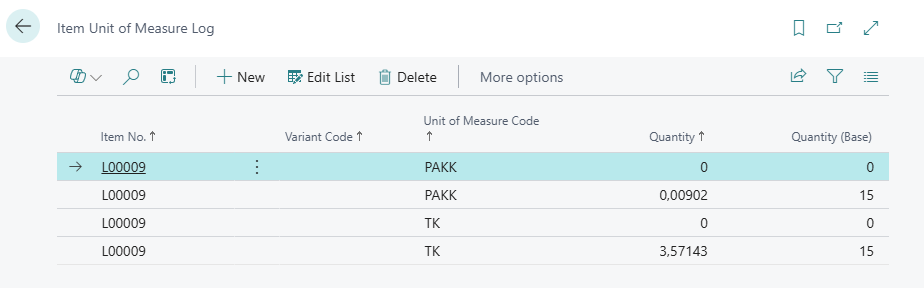 Item Unit of Measure Log
New Edit List Delete More options
Unit of Measure Code
Item No. ↑ Variant Code ↑ ↑ Quantity ↑ Quantity (Base)
L00009 PAKK 0 0
L00009 PAKK 0,00902 15
L00009 TK 0 0
L00009 TK 3,57143 15